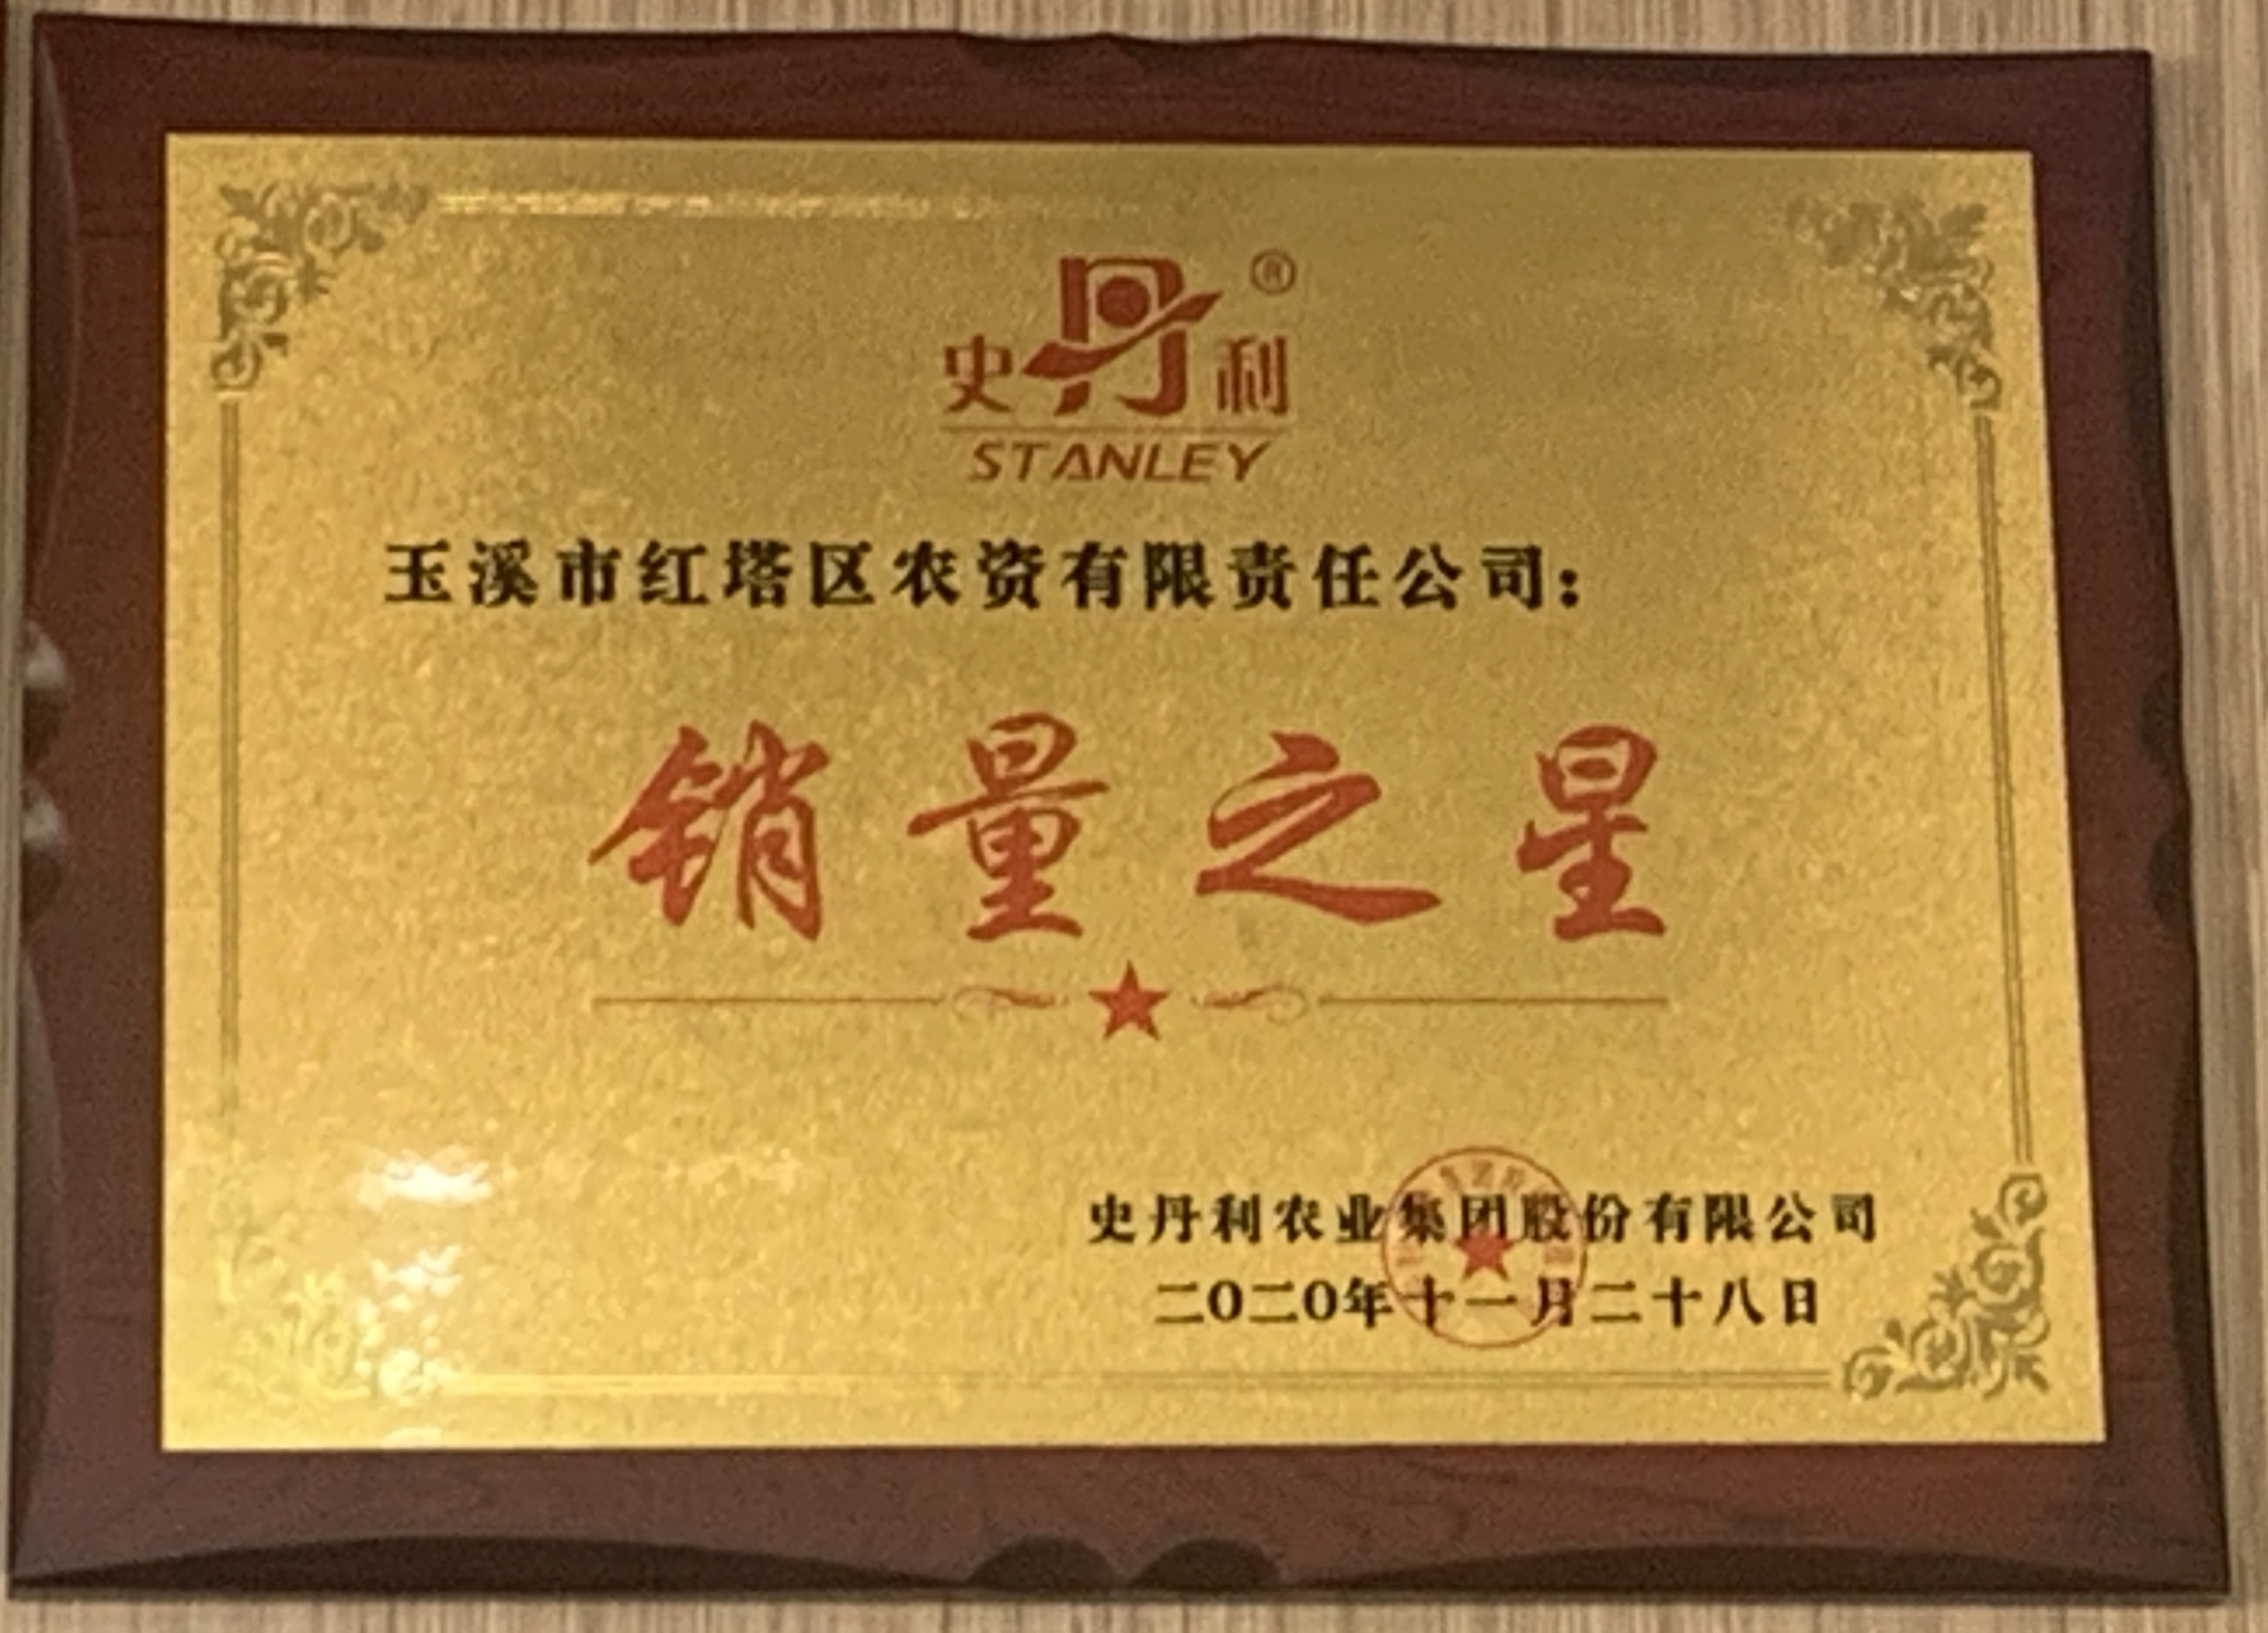 史丹利®
STANLEY
玉溪市红塔区农资有限责任公司：
销量之星
史丹利农业集团股份有限公司
二〇二〇年十一月二十八日